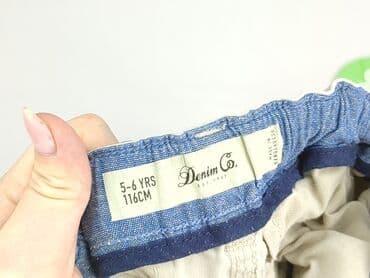 5-6 YRS
116CM
Denim Co.